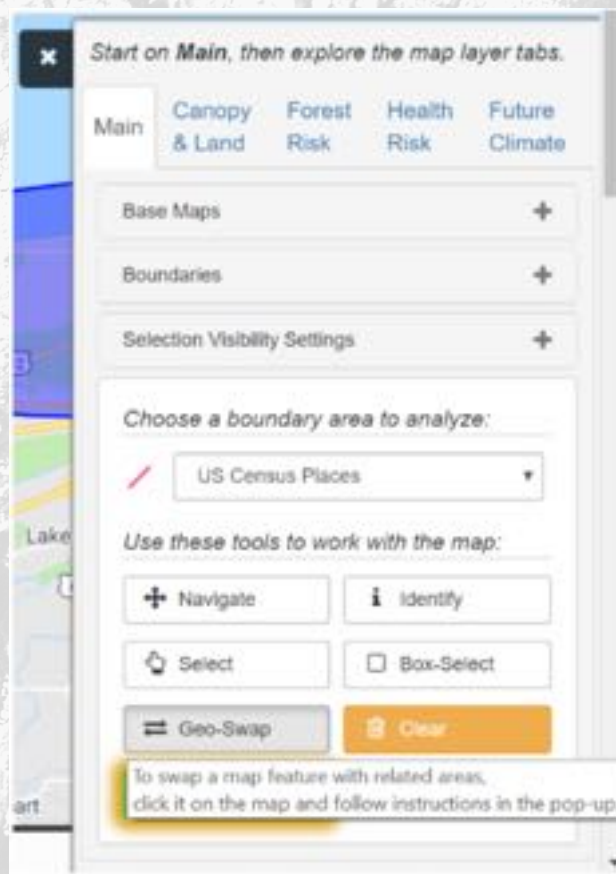 Start on Main, then explore the map layer tabs.
Main
Canopy & Land
Forest Risk
Health Risk
Future Climate
Base Maps
Boundaries
Selection Visibility Settings
Choose a boundary area to analyze:
US Census Places
Lake
Use these tools to work with the map:
Navigate
Identify
Select
Box-Select
Geo-Swap
Clear
To swap a map feature with related areas,
click it on the map and follow instructions in the pop-up
art